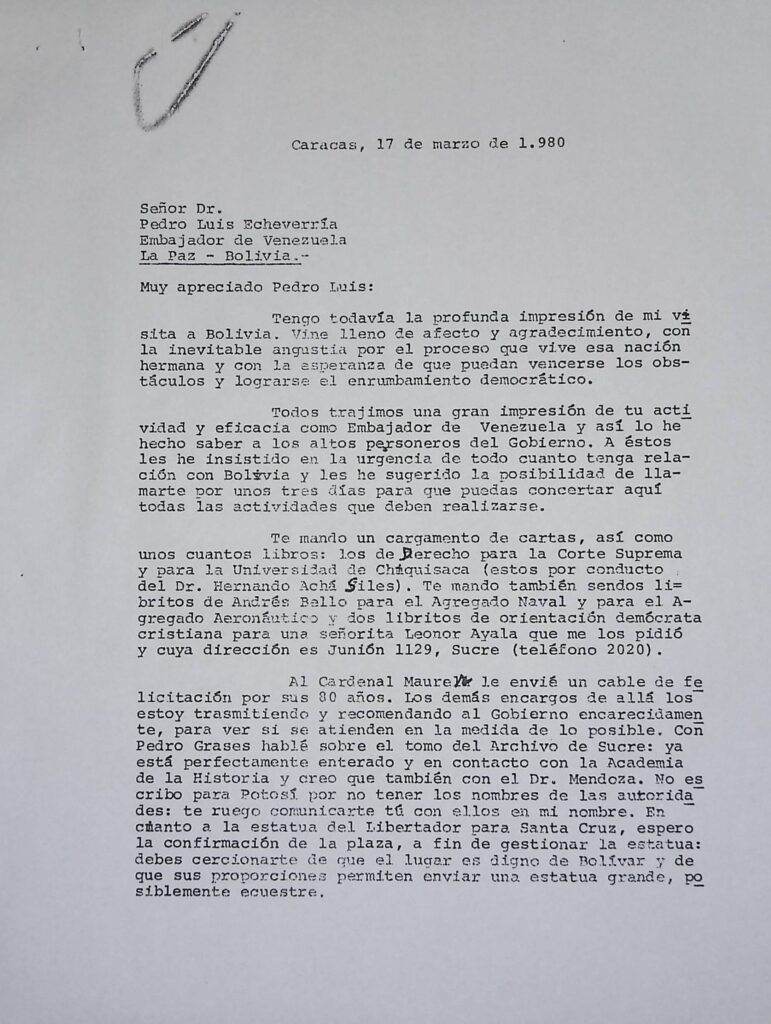 Caracas, 17 de marzo de 1.980
Señor Dr.
Pedro Luis Echeverría
Embajador de Venezuela
La Paz - Bolivia.-
Muy apreciado Pedro Luis:
Tengo todavía la profunda impresión de mi vi
sita a Bolivia. Vine lleno de afecto y agradecimiento, con
la inevitable angustia por el proceso que vive esa nación
hermana y con la esperanza de que puedan vencerse los obs-
táculos y lograrse el enrumbamiento democrático.
Todos trajimos una gran impresión de tu acti
vidad y eficacia como Embajador de Venezuela y así lo he
hecho saber a los altos personeros del Gobierno. A éstos
les he insistido en la urgencia de todo cuanto tenga rela-
ción con Bolivia y les he sugerido la posibilidad de lla-
marte por unos tres días para que puedas concertar aquí
todas las actividades que deben realizarse.
Te mando un cargamento de cartas, así como
unos cuantos libros: los de Derecho para la Corte Suprema
y para la Universidad de Chuquisaca (estos por conducto
del Dr. Hernando Achá Siles). Te mando también sendos li=
britos de Andrés Bello para el Agregado Naval y para el A-
gregado Aeronáutico y dos libritos de orientación demócrata
cristiana para una señorita Leonor Ayala que me los pidió
y cuya dirección es Junión 1129, Sucre (teléfono 2020).
Al Cardenal Maurer le envié un cable de fe
licitación por sus 80 años. Los demás encargos de allá los
estoy trasmitiendo y recomendando al Gobierno encarecidamen
te, para ver si se atienden en la medida de lo posible. Con
Pedro Grases hablé sobre el tomo del Archivo de Sucre: ya
está perfectamente enterado y en contacto con la Academia
de la Historia y creo que también con el Dr. Mendoza. No es
cribo para Potosí por no tener los nombres de las autorida
des: te ruego comunicarte tú con ellos en mi nombre. En
cuanto a la estatua del Libertador para Santa Cruz, espero
la confirmación de la plaza, a fin de gestionar la estatua:
debes cercionarte de que el lugar es digno de Bolívar y de
que sus proporciones permiten enviar una estatua grande, po
siblemente ecuestre.